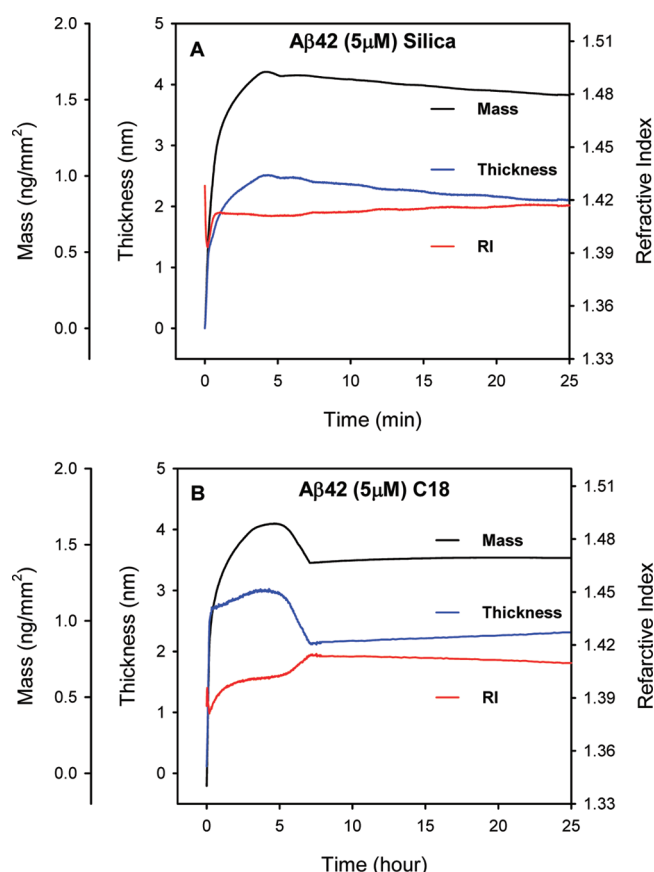 A
Aβ42 (5μM) Silica
Mass (ng/mm²)
2.0
1.5
1.0
0.5
0.0
Thickness (nm)
5
4
3
2
1
0
Mass
Thickness
RI
Refractive Index
1.51
1.48
1.45
1.42
1.39
1.36
1.33
0 5 10 15 20 25
Time (min)
B
Aβ42 (5μM) C18
Mass (ng/mm²)
2.0
1.5
1.0
0.5
0.0
Thickness (nm)
5
4
3
2
1
0
Mass
Thickness
RI
Refarctive Index
1.51
1.48
1.45
1.42
1.39
1.36
1.33
0 5 10 15 20 25
Time (hour)